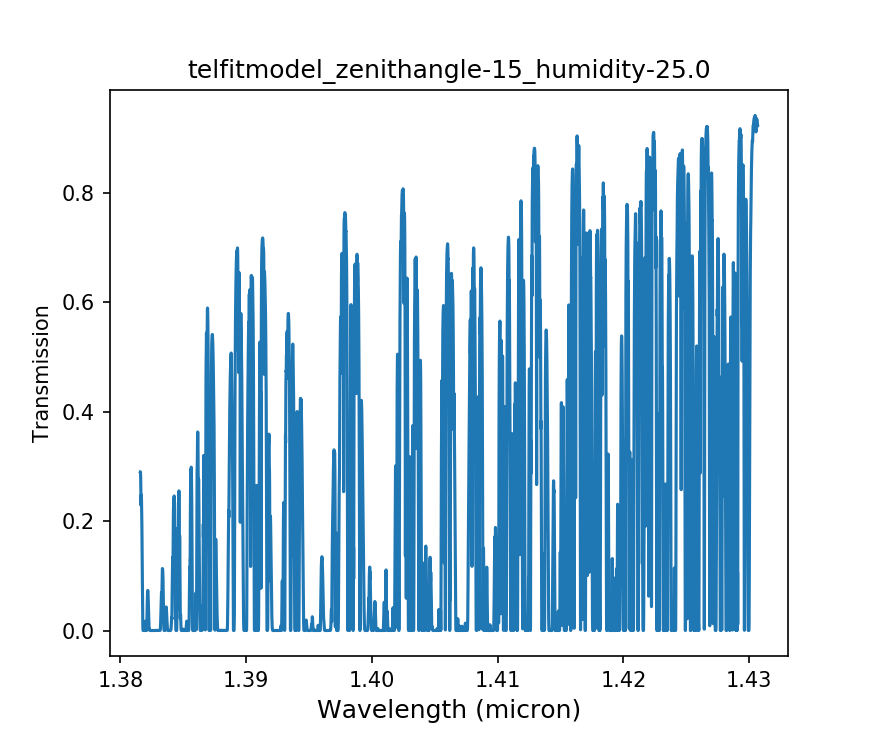 telfitmodel_zenithangle-15_humidity-25.0
Transmission
0.8
0.6
0.4
0.2
0.0
1.38 1.39 1.40 1.41 1.42 1.43
Wavelength (micron)